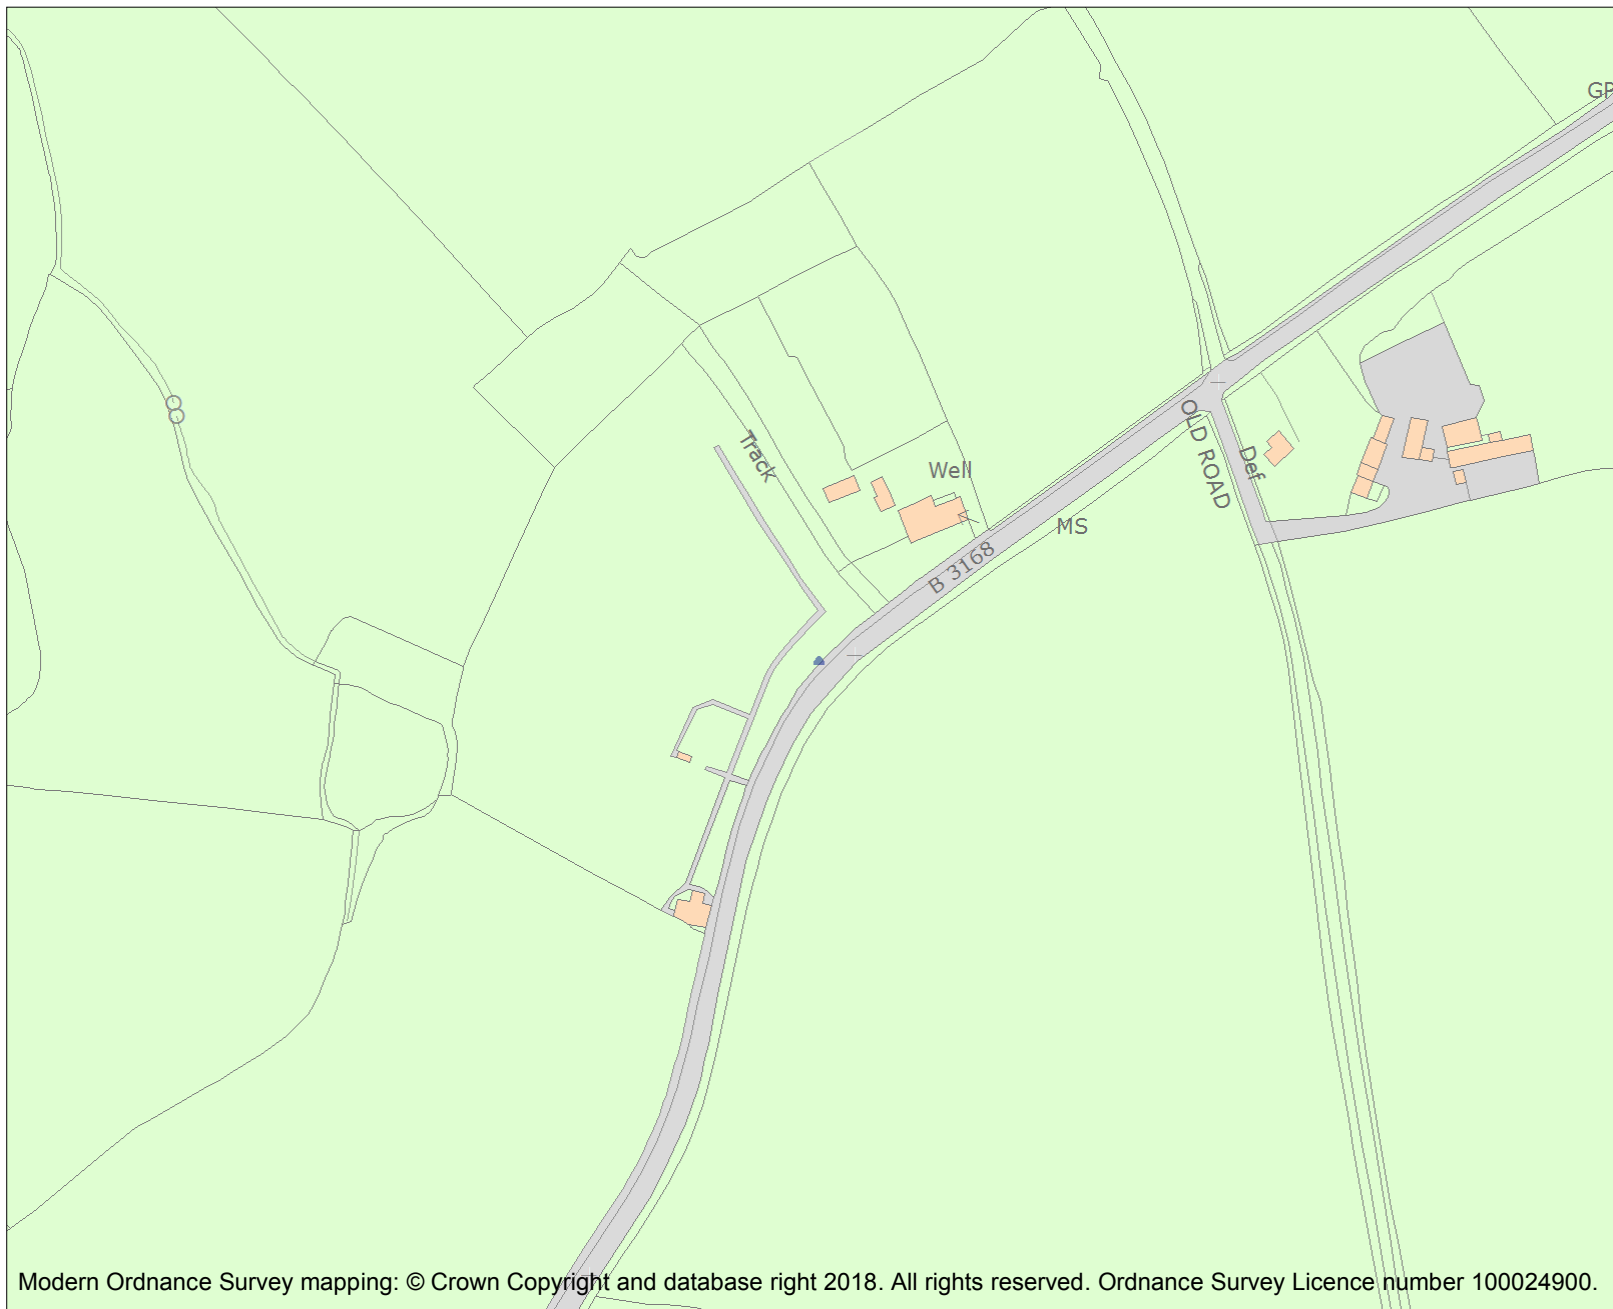 GP
Track
OLD ROAD
Def
Well
MS
B 3168
Modern Ordnance Survey mapping: © Crown Copyright and database right 2018. All rights reserved. Ordnance Survey Licence number 100024900.